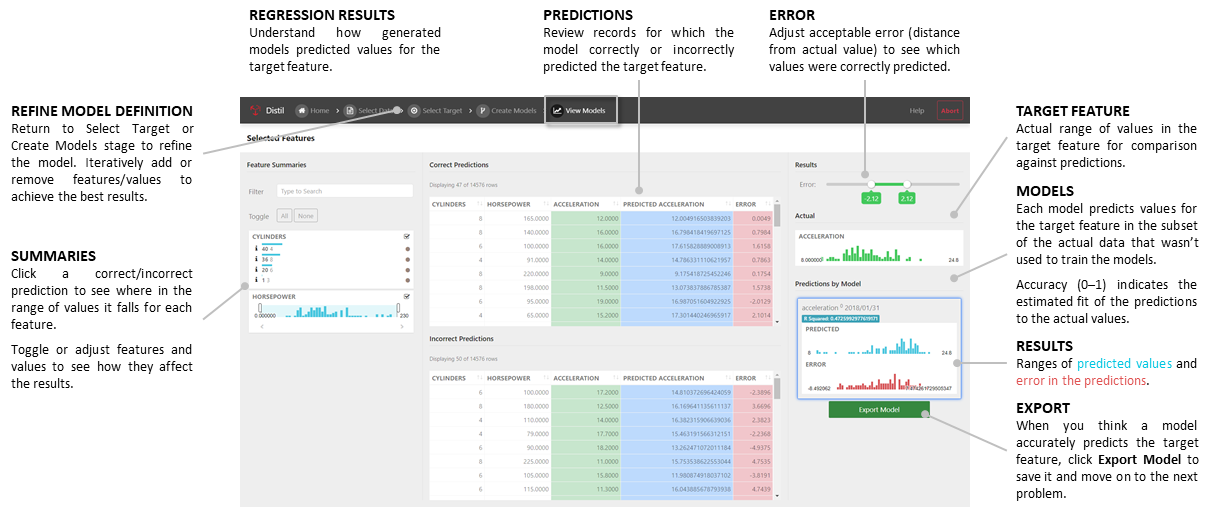 REGRESSION RESULTS
Understand how generated
models predicted values for the
target feature.
PREDICTIONS
Review records for which the
model correctly or incorrectly
predicted the target feature.
ERROR
Adjust acceptable error (distance
from actual value) to see which
values were correctly predicted.
REFINE MODEL DEFINITION
Return to Select Target or
Create Models stage to refine
the model. Iteratively add or
remove features/values to
achieve the best results.
SUMMARIES
Click a correct/incorrect
prediction to see where in the
range of values it falls for each
feature.
Toggle or adjust features and
values to see how they affect
the results.
Distil Home Select Data Select Target Create Models View Models Help Abort
Selected Features
Feature Summaries
Filter Type to Search
Toggle All None
CYLINDERS
40 4
36 8
20 6
1 3
HORSEPOWER
0.000000 230
Correct Predictions
Displaying 47 of 14576 rows
CYLINDERS HORSEPOWER ACCELERATION PREDICTED ACCELERATION ERROR
8 165.0000 12.0000 12.004916503839203 0.0049
8 140.0000 16.0000 16.798418419697125 0.7984
6 100.0000 16.0000 17.615828889008913 1.6158
4 91.0000 14.0000 14.786331110621957 0.7863
8 220.0000 9.0000 9.175418725452246 0.1754
8 198.0000 11.5000 13.073837866785387 1.5738
6 95.0000 19.0000 16.987051604922925 -2.0129
4 65.0000 15.2000 17.301440246965917 2.1014
Incorrect Predictions
Displaying 50 of 14576 rows
CYLINDERS HORSEPOWER ACCELERATION PREDICTED ACCELERATION ERROR
6 100.0000 17.2000 14.810372696424059 -2.3896
8 180.0000 12.5000 16.169641135611137 3.6696
4 110.0000 14.0000 16.382315906639036 2.3823
4 79.0000 17.7000 15.463191566312151 -2.2368
6 90.0000 18.2000 13.262471072011184 -4.9375
8 225.0000 11.0000 15.753538622553044 4.7535
6 105.0000 15.8000 11.980874918037102 -3.8191
6 115.0000 11.3000 16.043885678793938 4.7439
Results
Error:
-2.12 2.12
Actual
ACCELERATION
8.000000 24.8
Predictions by Model
acceleration 0 2018/01/31
PREDICTED
8 24.8
ERROR
Export Model
TARGET FEATURE
Actual range of values in the
target feature for comparison
against predictions.
MODELS
Each model predicts values for
the target feature in the subset
of the actual data that wasn't
used to train the models.
Accuracy (0–1) indicates the
estimated fit of the predictions
to the actual values.
RESULTS
Ranges of predicted values and
error in the predictions.
EXPORT
When you think a model
accurately predicts the target
feature, click Export Model to
save it and move on to the next
problem.